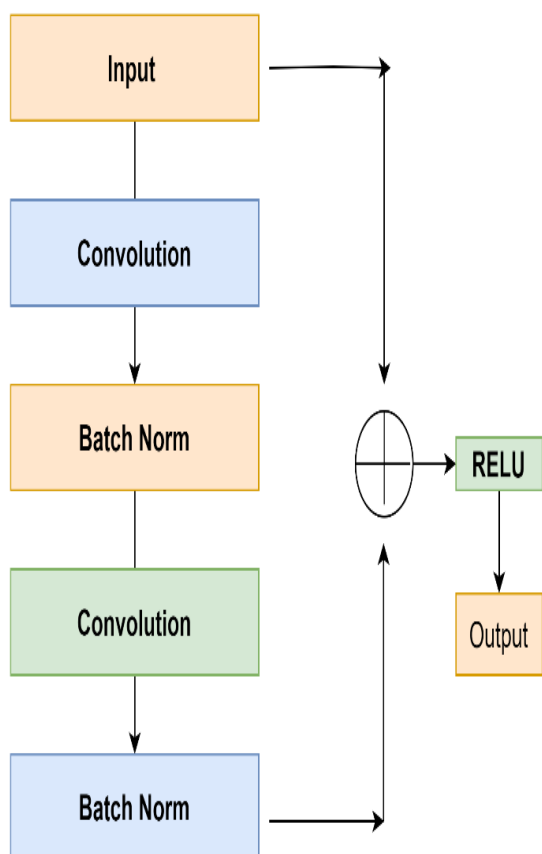 Input
Convolution
Batch Norm
Convolution
Batch Norm
RELU
Output